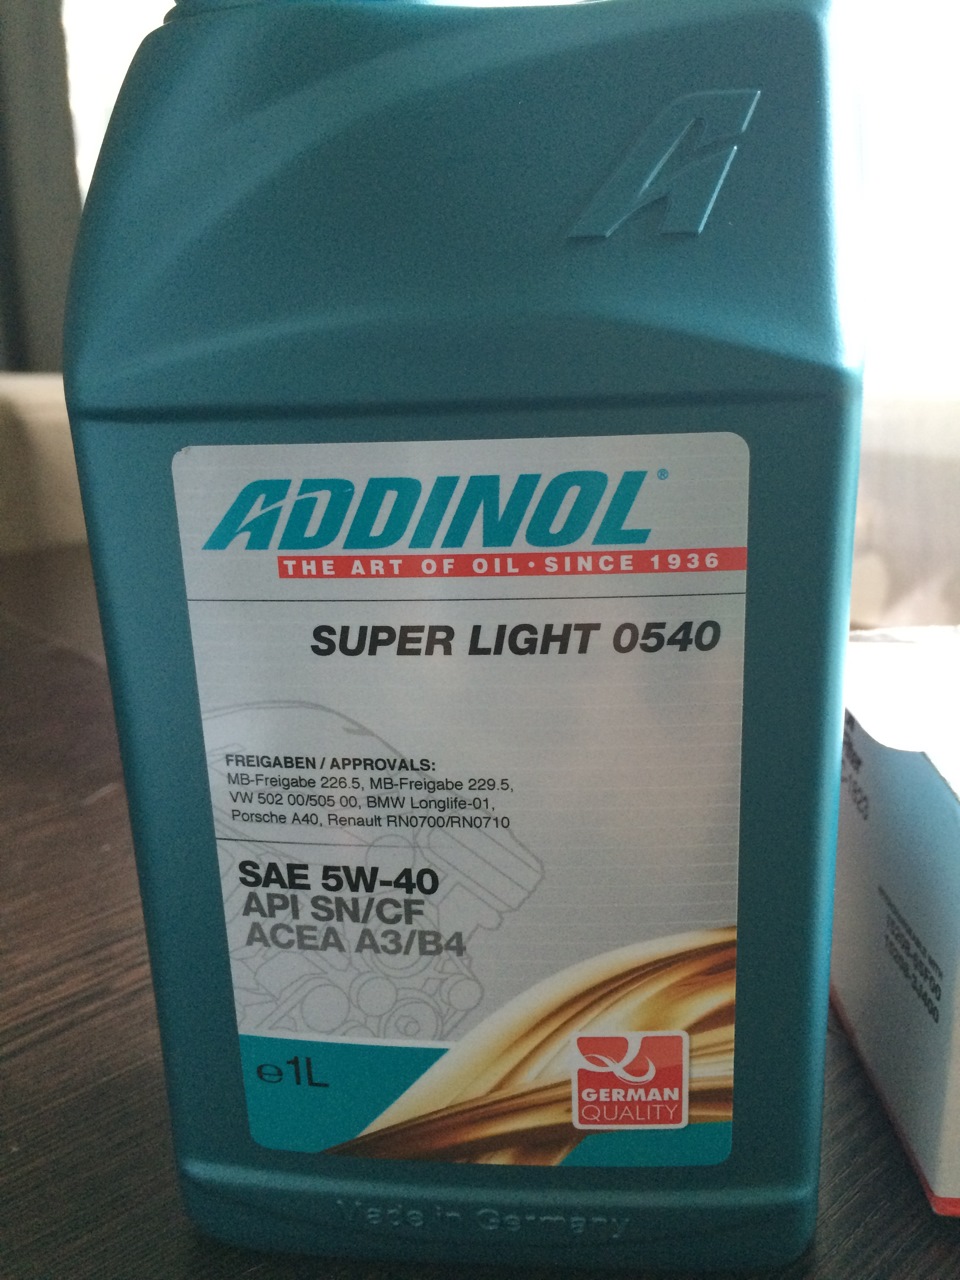 ADDINOL®
THE ART OF OIL · SINCE 1936
SUPER LIGHT 0540
FREIGABEN / APPROVALS:
MB-Freigabe 226.5, MB-Freigabe 229.5,
VW 502 00/505 00, BMW Longlife-01,
Porsche A40, Renault RN0700/RN0710
SAE 5W-40
API SN/CF
ACEA A3/B4
℮1L
GERMAN
QUALITY
Made in Germany